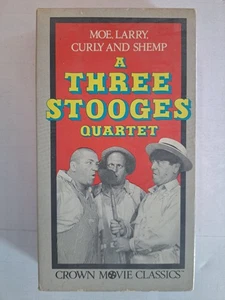 MOE, LARRY,
CURLY AND SHEMP
A
THREE
STOOGES
QUARTET
CROWN MOVIE CLASSICS